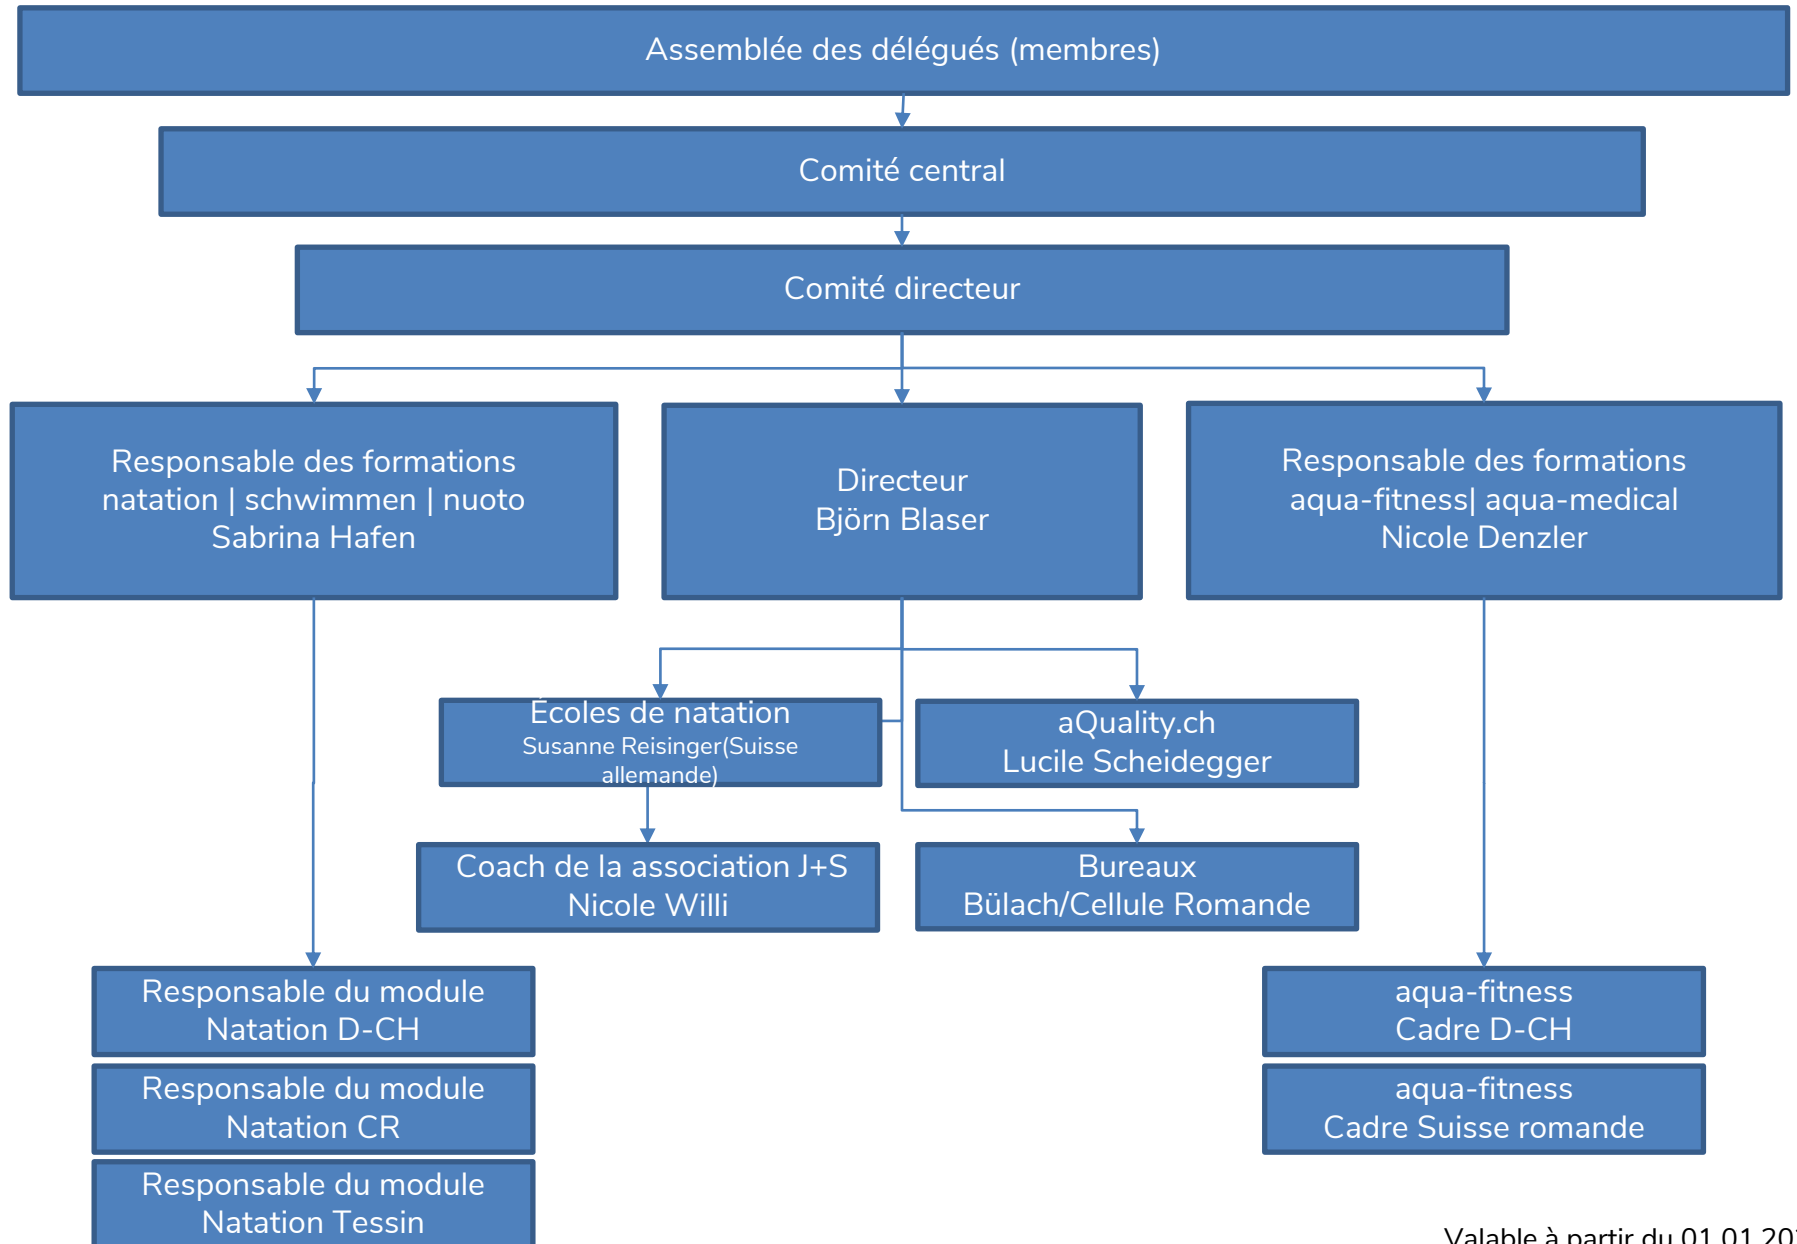 Assemblée des délégués (membres)
Comité central
Comité directeur
Responsable des formations
natation | schwimmen | nuoto
Sabrina Hafen
Directeur
Björn Blaser
Responsable des formations
aqua-fitness| aqua-medical
Nicole Denzler
Écoles de natation
Susanne Reisinger(Suisse
allemande)
aQuality.ch
Lucile Scheidegger
Coach de la association J+S
Nicole Willi
Bureaux
Bülach/Cellule Romande
Responsable du module
Natation D-CH
Responsable du module
Natation CR
Responsable du module
Natation Tessin
aqua-fitness
Cadre D-CH
aqua-fitness
Cadre Suisse romande
Valable à partir du